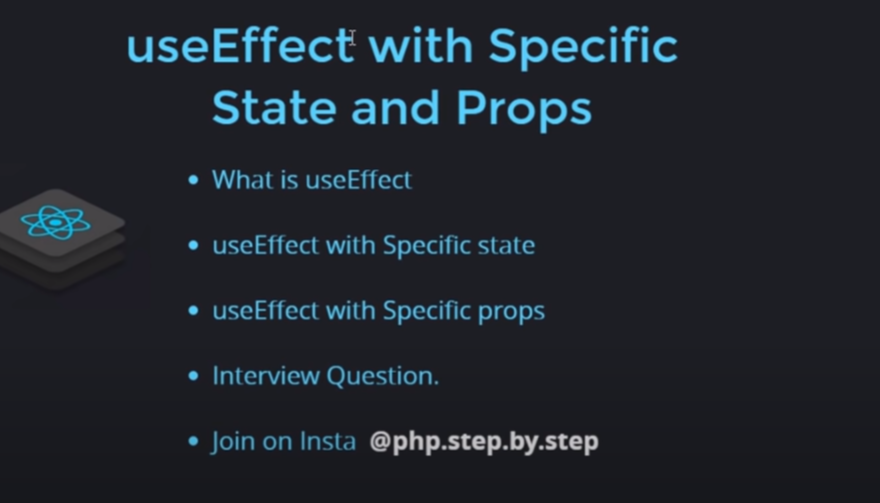 useEffect with Specific
State and Props
What is useEffect
useEffect with Specific state
useEffect with Specific props
Interview Question.
Join on Insta @php.step.by.step